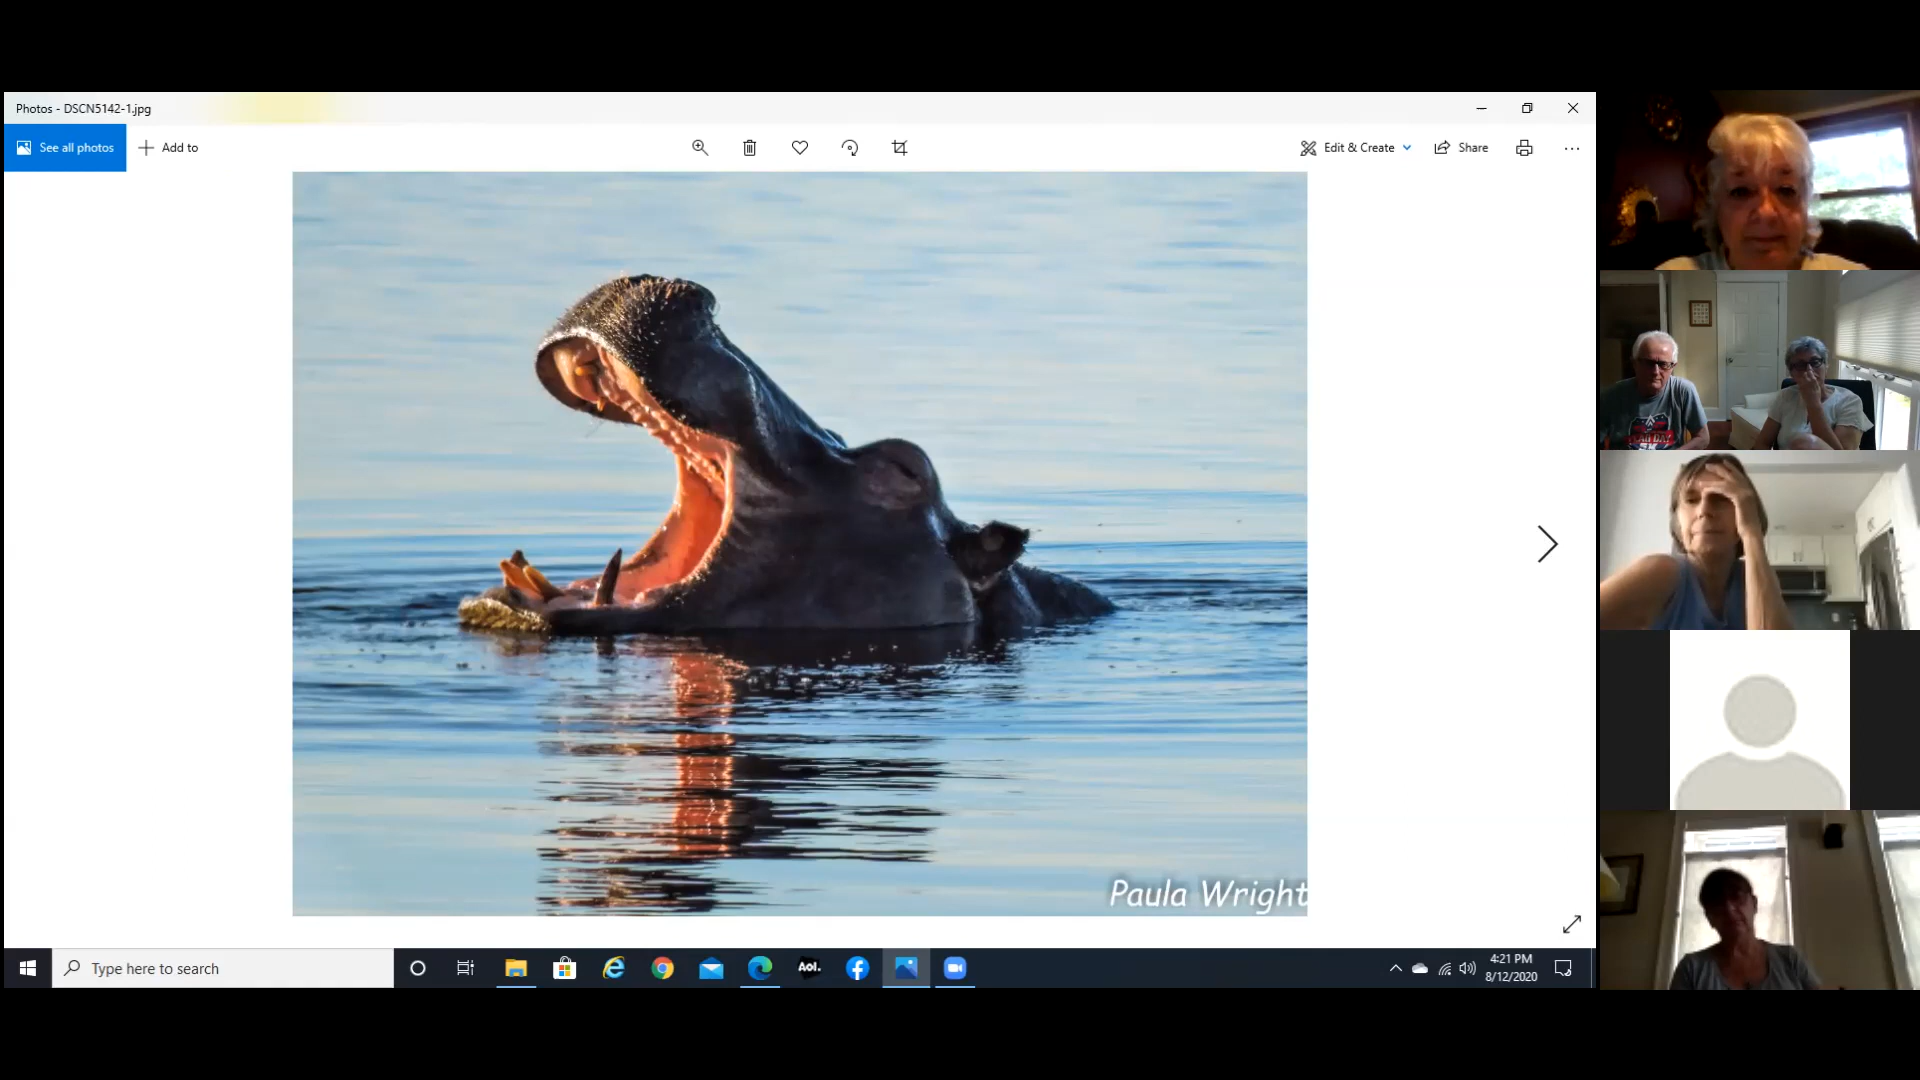 Photos - DSCN5142-1.jpg
See all photos
Add to
Edit & Create
Share
Paula Wright
Type here to search
Aol.
4:21 PM
8/12/2020